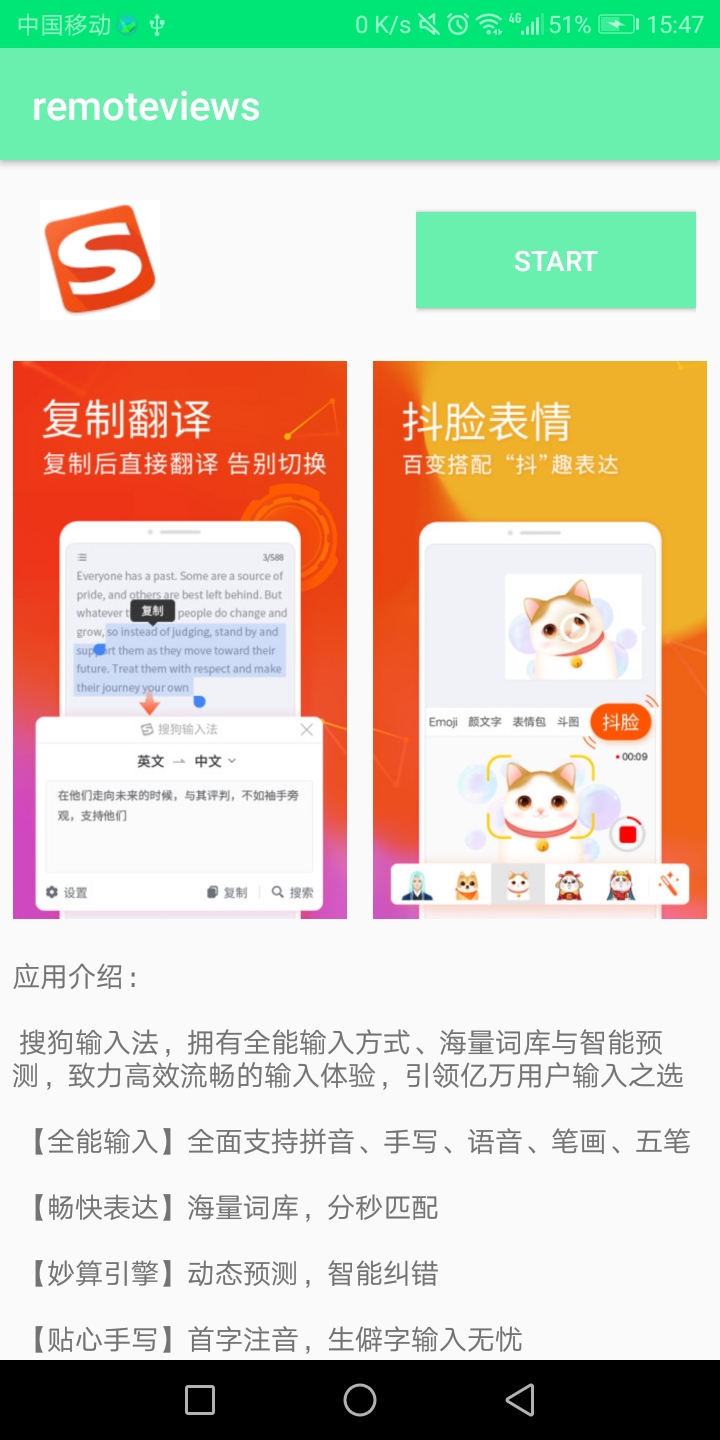 中国移动 0 K/s 4G 51% 15:47
remoteviews
START
复制翻译
复制后直接翻译 告别切换
3/588
Everyone has a past. Some are a source of
pride, and others are best left behind. But
whatever t 复制 people do change and
grow, so instead of judging, stand by and
support them as they move toward their
future. Treat them with respect and make
their journey your own
搜狗输入法
英文 中文
在他们走向未来的时候，与其评判，不如袖手旁
观，支持他们
设置 复制 搜索
抖脸表情
百变搭配“抖”趣表达
Emoji 颜文字 表情包 斗图 抖脸
00:09
应用介绍：
搜狗输入法，拥有全能输入方式、海量词库与智能预
测，致力高效流畅的输入体验，引领亿万用户输入之选
【全能输入】全面支持拼音、手写、语音、笔画、五笔
【畅快表达】海量词库，分秒匹配
【妙算引擎】动态预测，智能纠错
【贴心手写】首字注音，生僻字输入无忧